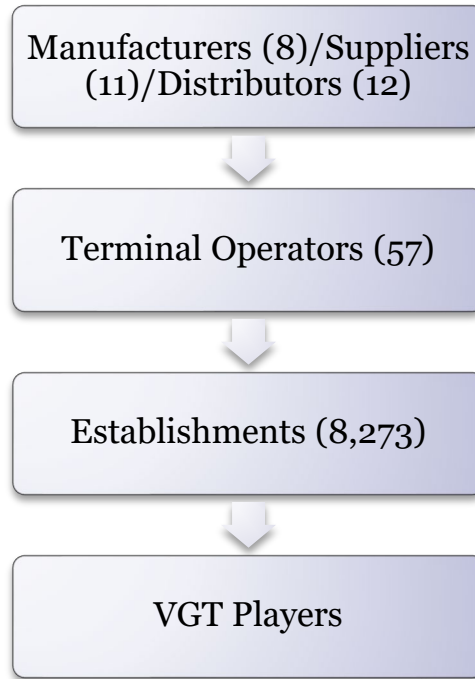 Manufacturers (8)/Suppliers
(11)/Distributors (12)
Terminal Operators (57)
Establishments (8,273)
VGT Players